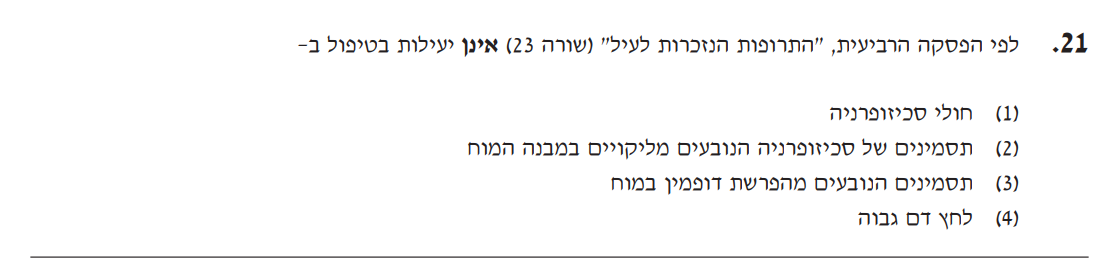 21. לפי הפסקה הרביעית, "התרופות הנזכרות לעיל" (שורה 23) אינן יעילות בטיפול ב-
(1) חולי סכיזופרניה
(2) תסמינים של סכיזופרניה הנובעים מליקויים במבנה המוח
(3) תסמינים הנובעים מהפרשת דופמין במוח
(4) לחץ דם גבוה